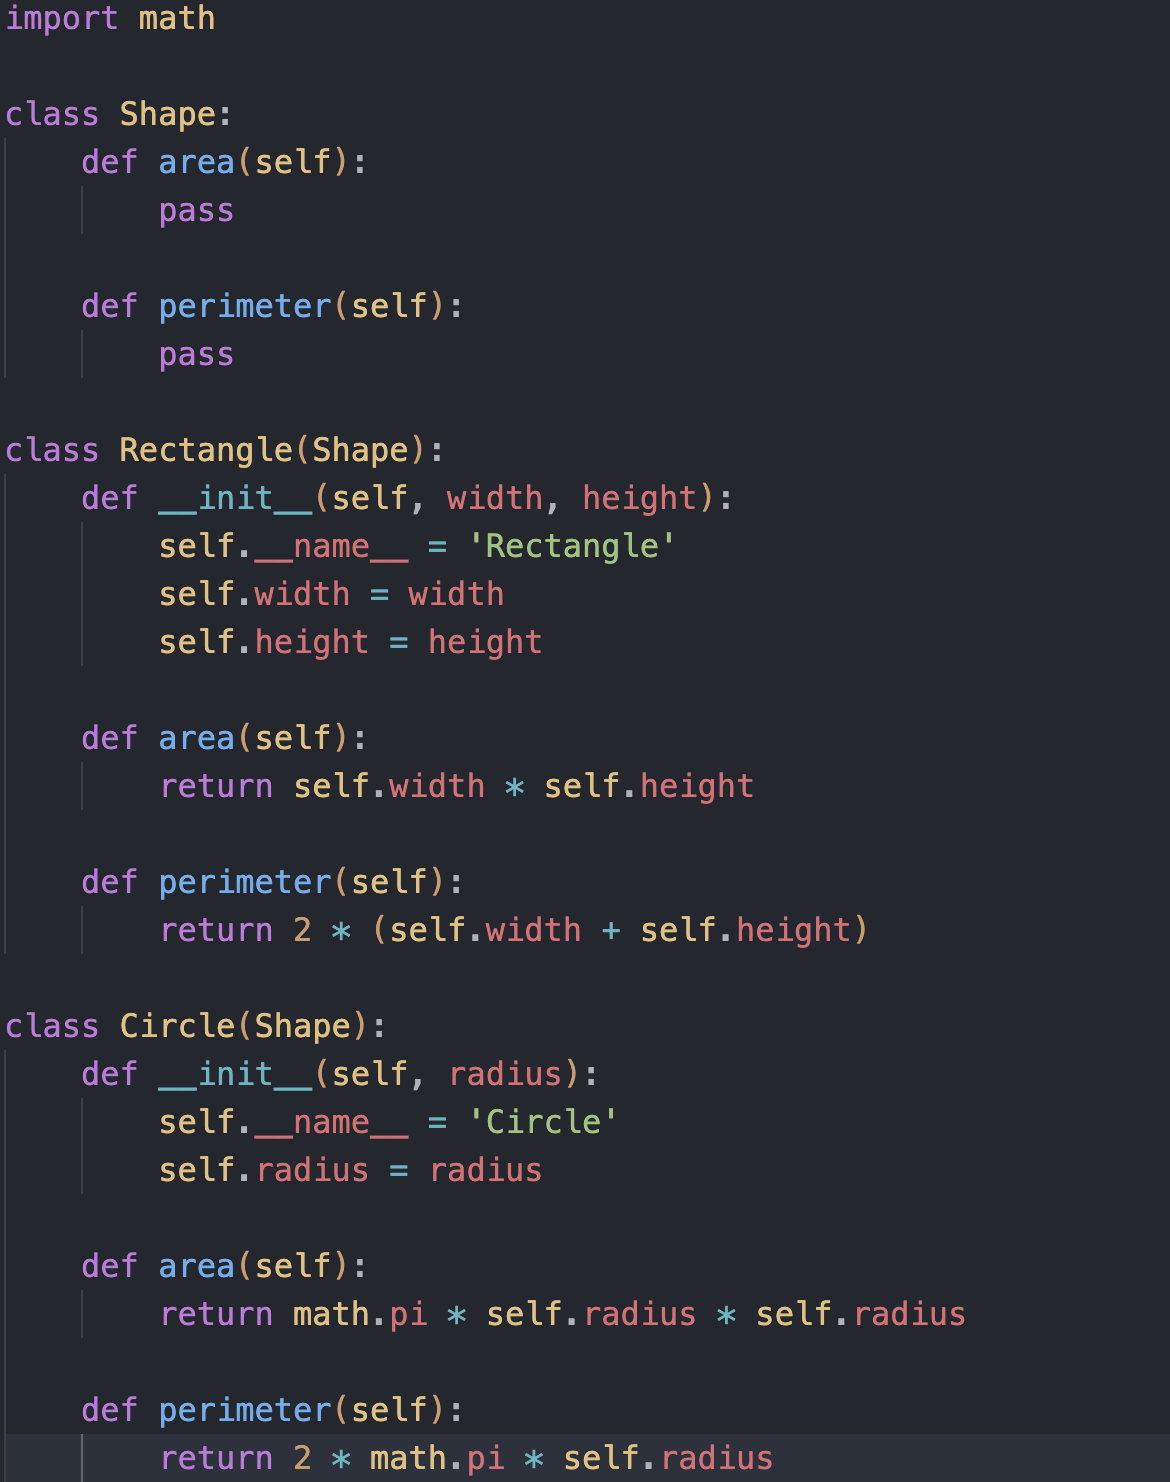 import math

class Shape:
    def area(self):
        pass

    def perimeter(self):
        pass

class Rectangle(Shape):
    def __init__(self, width, height):
        self.__name__ = 'Rectangle'
        self.width = width
        self.height = height

    def area(self):
        return self.width * self.height

    def perimeter(self):
        return 2 * (self.width + self.height)

class Circle(Shape):
    def __init__(self, radius):
        self.__name__ = 'Circle'
        self.radius = radius

    def area(self):
        return math.pi * self.radius * self.radius

    def perimeter(self):
        return 2 * math.pi * self.radius